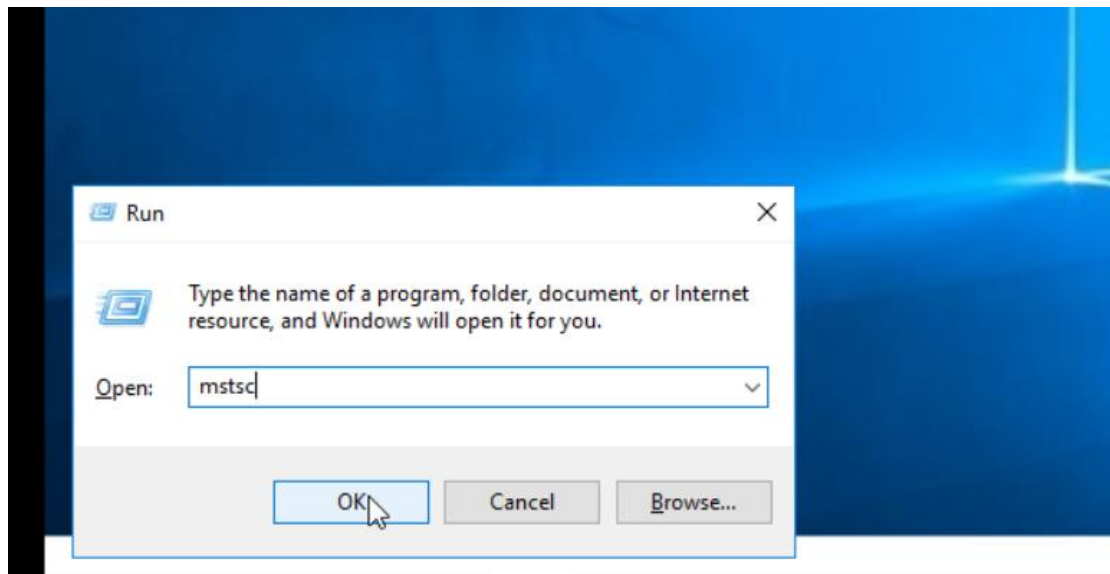 Run
Type the name of a program, folder, document, or Internet
resource, and Windows will open it for you.
Open: mstsc
OK Cancel Browse...